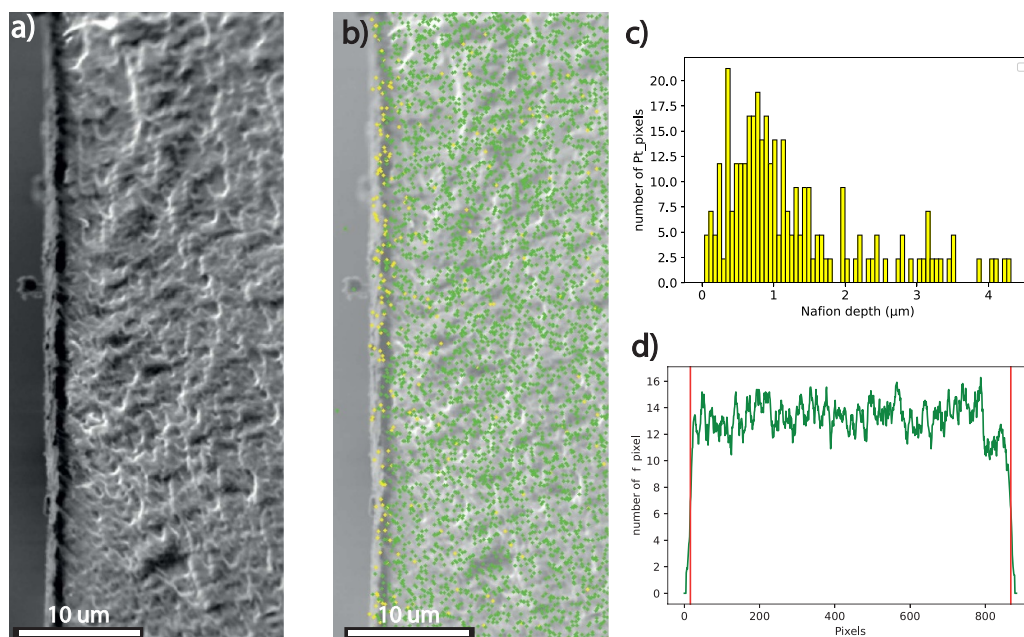 a)
10 um
b)
10 um
c)
number of Pt_pixels
20.0
17.5
15.0
12.5
10.0
7.5
5.0
2.5
0.0
0 1 2 3 4
Nafion depth (μm)
d)
number of f pixel
16
14
12
10
8
6
4
2
0
0 200 400 600 800
Pixels